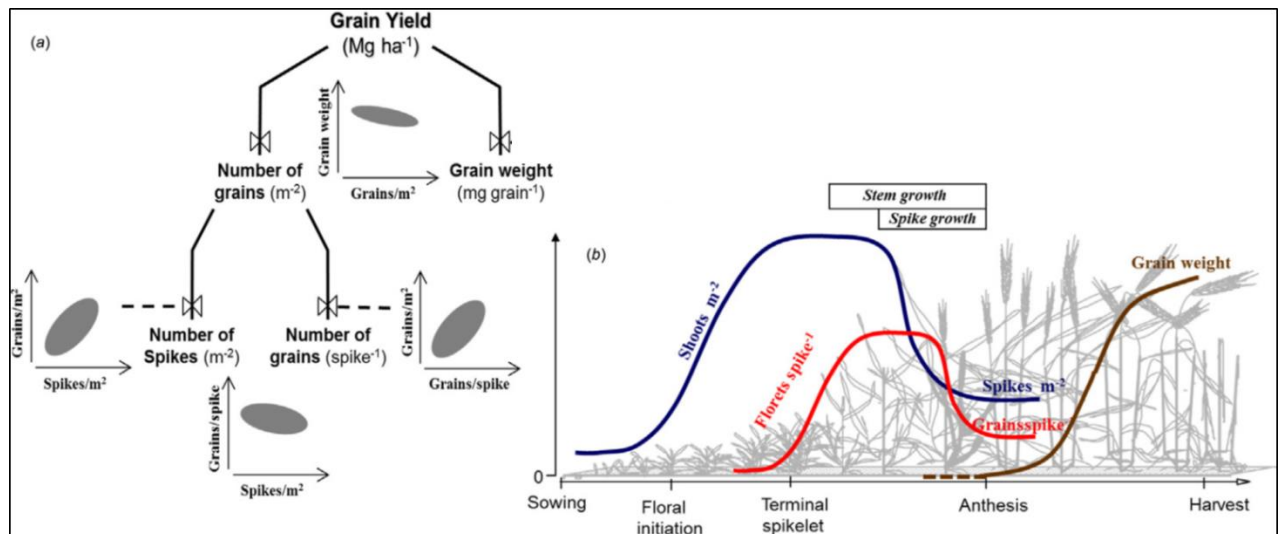 (a)
Grain Yield
(Mg ha⁻¹)
Grain weight
Grains/m²
Number of
grains (m⁻²)
Grain weight
(mg grain⁻¹)
Grains/m²
Spikes/m²
Number of
Spikes (m⁻²)
Number of
grains (spike⁻¹)
Grains/m²
Grains/spike
Grains/spike
Spikes/m²
(b)
Stem growth
Spike growth
Shoots m⁻²
Florets spike⁻¹
Grain weight
Spikes m⁻²
Grainsspike⁻¹
0
Sowing
Floral
initiation
Terminal
spikelet
Anthesis
Harvest